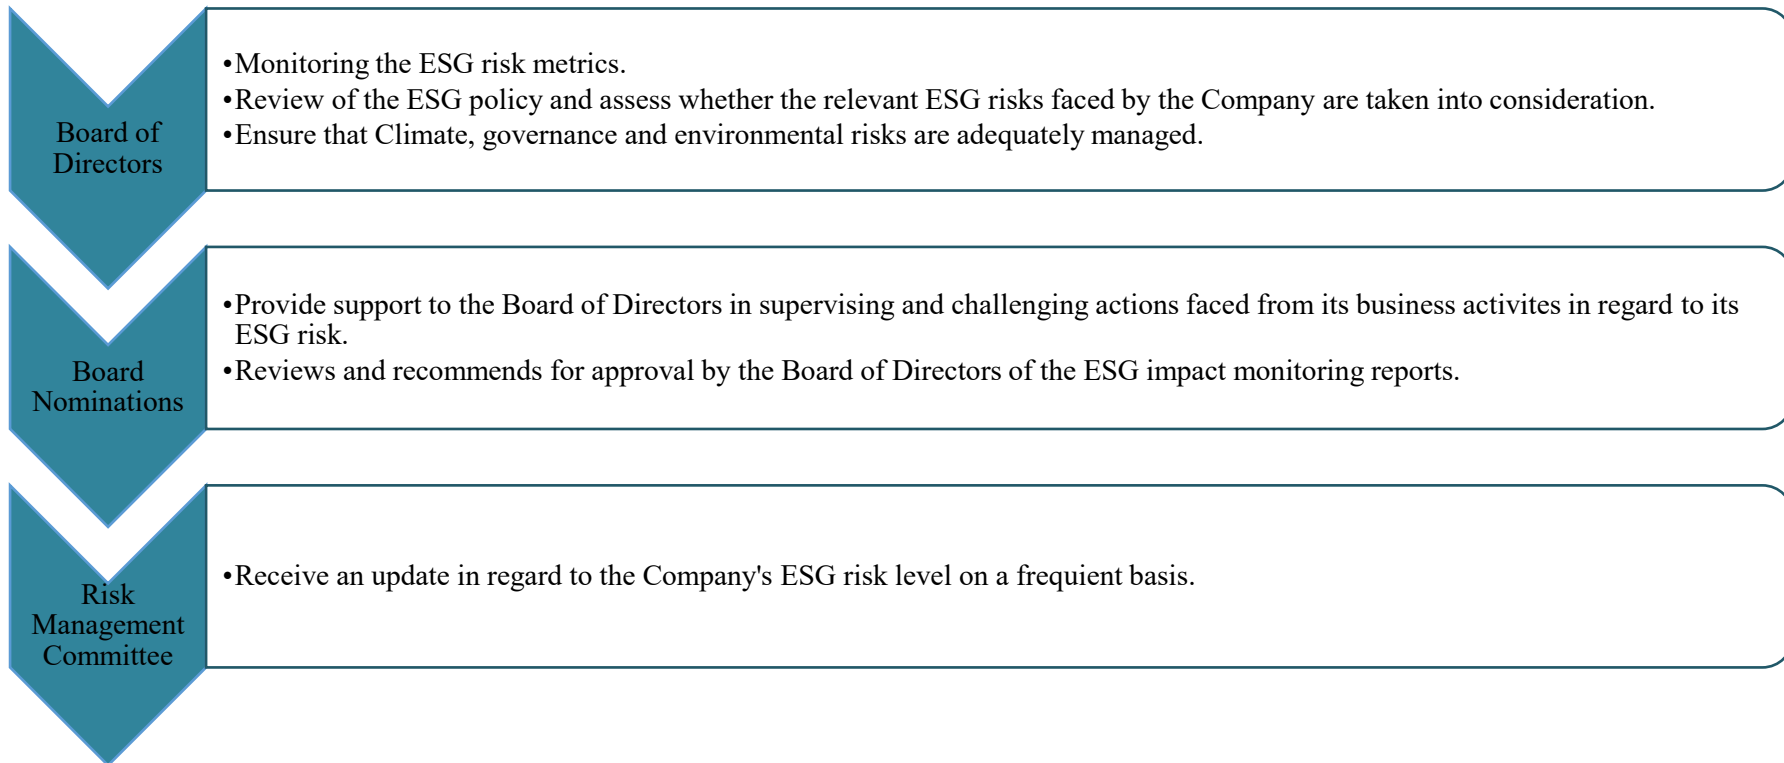 Board of
Directors
•Monitoring the ESG risk metrics.
•Review of the ESG policy and assess whether the relevant ESG risks faced by the Company are taken into consideration.
•Ensure that Climate, governance and environmental risks are adequately managed.
Board
Nominations
•Provide support to the Board of Directors in supervising and challenging actions faced from its business activites in regard to its
ESG risk.
•Reviews and recommends for approval by the Board of Directors of the ESG impact monitoring reports.
Risk
Management
Committee
•Receive an update in regard to the Company's ESG risk level on a frequient basis.